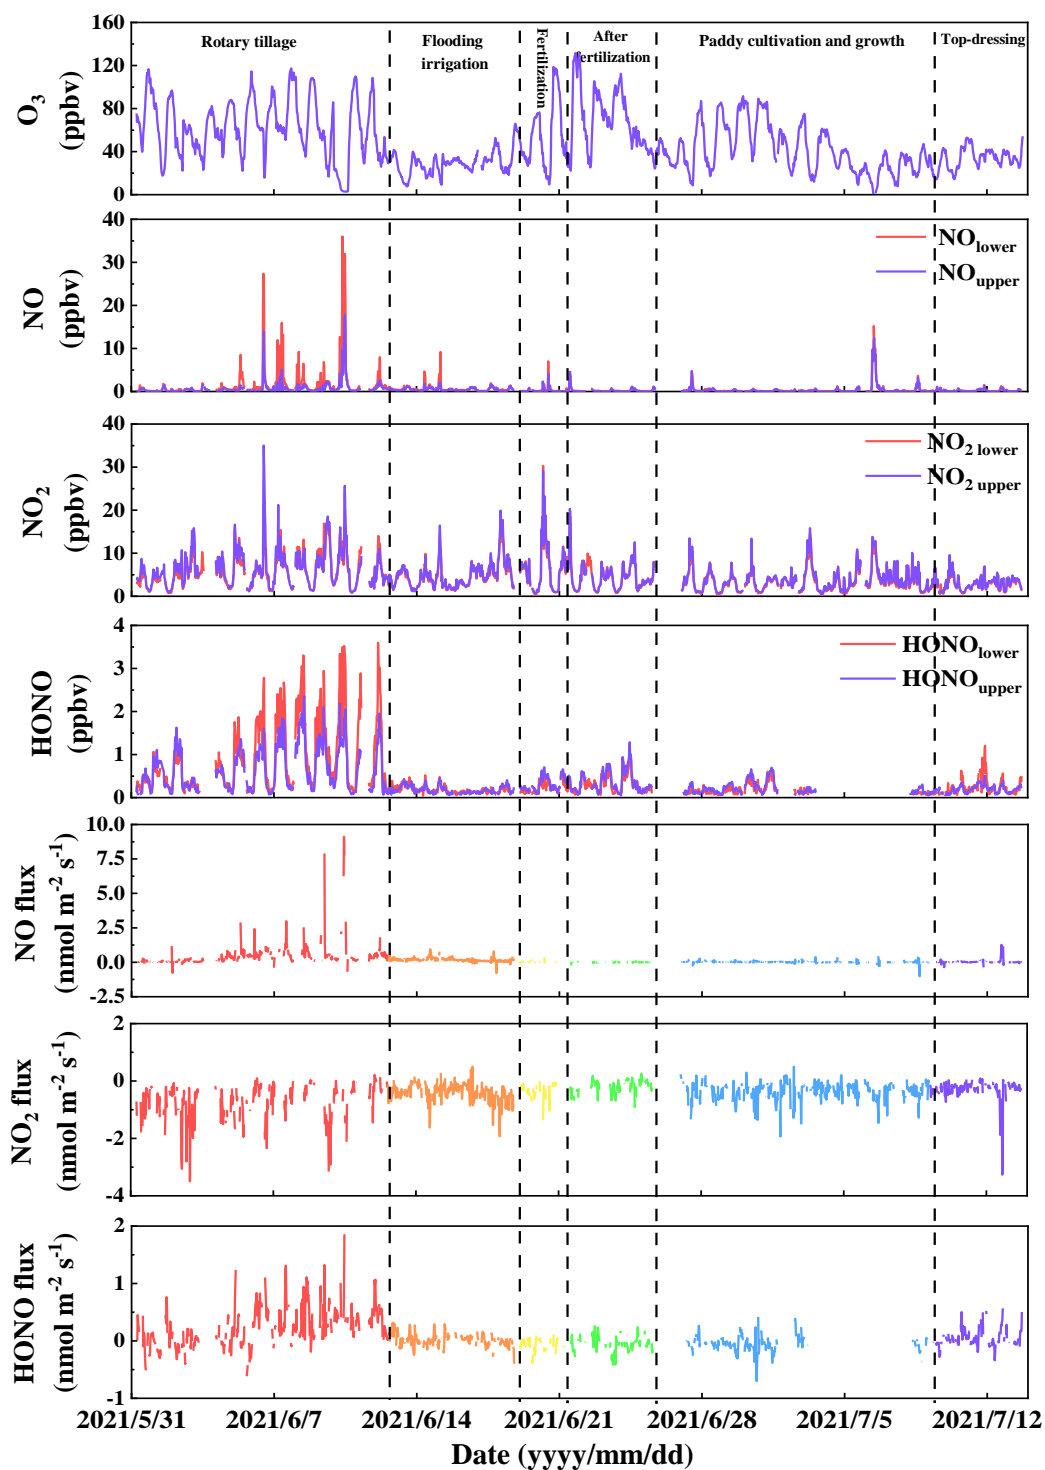 Rotary tillage
Flooding
irrigation
Fertilization
After
fertilization
Paddy cultivation and growth
Top-dressing
O3
(ppbv)
160
120
80
40
0
NO
(ppbv)
40
30
20
10
0
NOlower
NOupper
NO2
(ppbv)
40
30
20
10
0
NO2 lower
NO2 upper
HONO
(ppbv)
4
3
2
1
0
HONOlower
HONOupper
NO flux
(nmol m-2 s-1)
10.0
7.5
5.0
2.5
0.0
-2.5
NO2 flux
(nmol m-2 s-1)
2
0
-2
-4
HONO flux
(nmol m-2 s-1)
2
1
0
-1
2021/5/31 2021/6/7 2021/6/14 2021/6/21 2021/6/28 2021/7/5 2021/7/12
Date (yyyy/mm/dd)